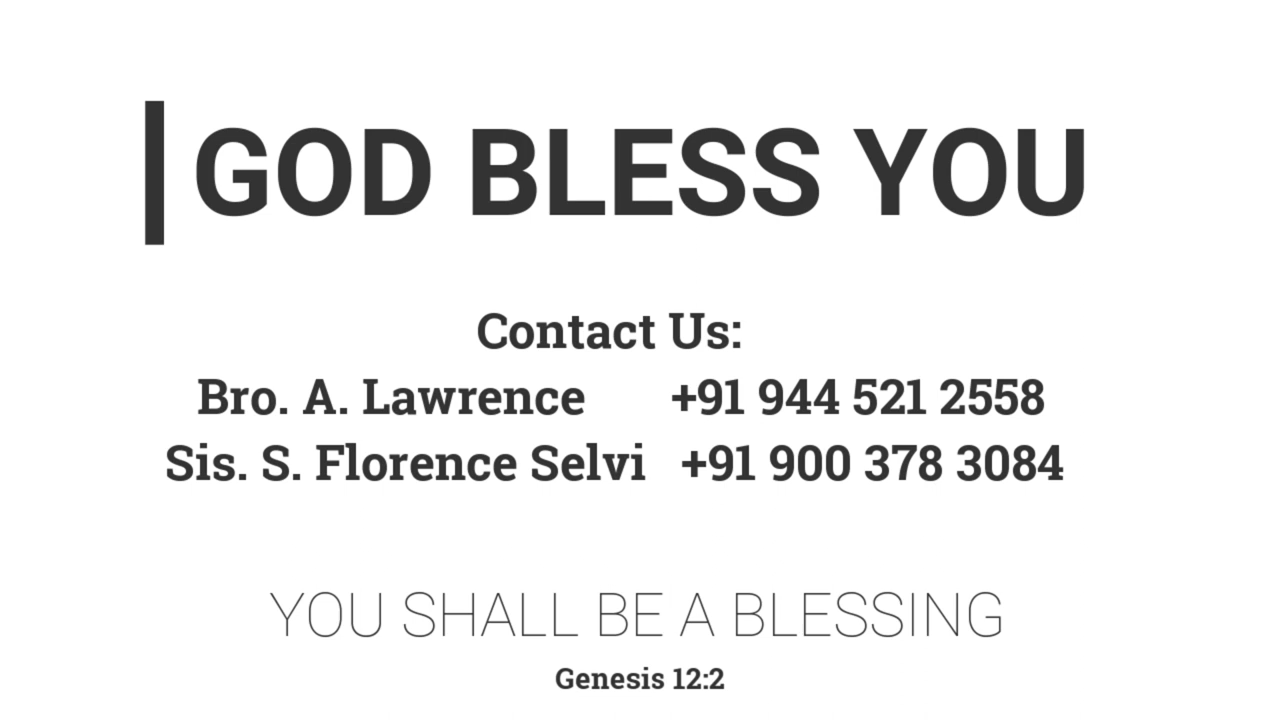 GOD BLESS YOU
Contact Us:
Bro. A. Lawrence +91 944 521 2558
Sis. S. Florence Selvi +91 900 378 3084
YOU SHALL BE A BLESSING
Genesis 12:2